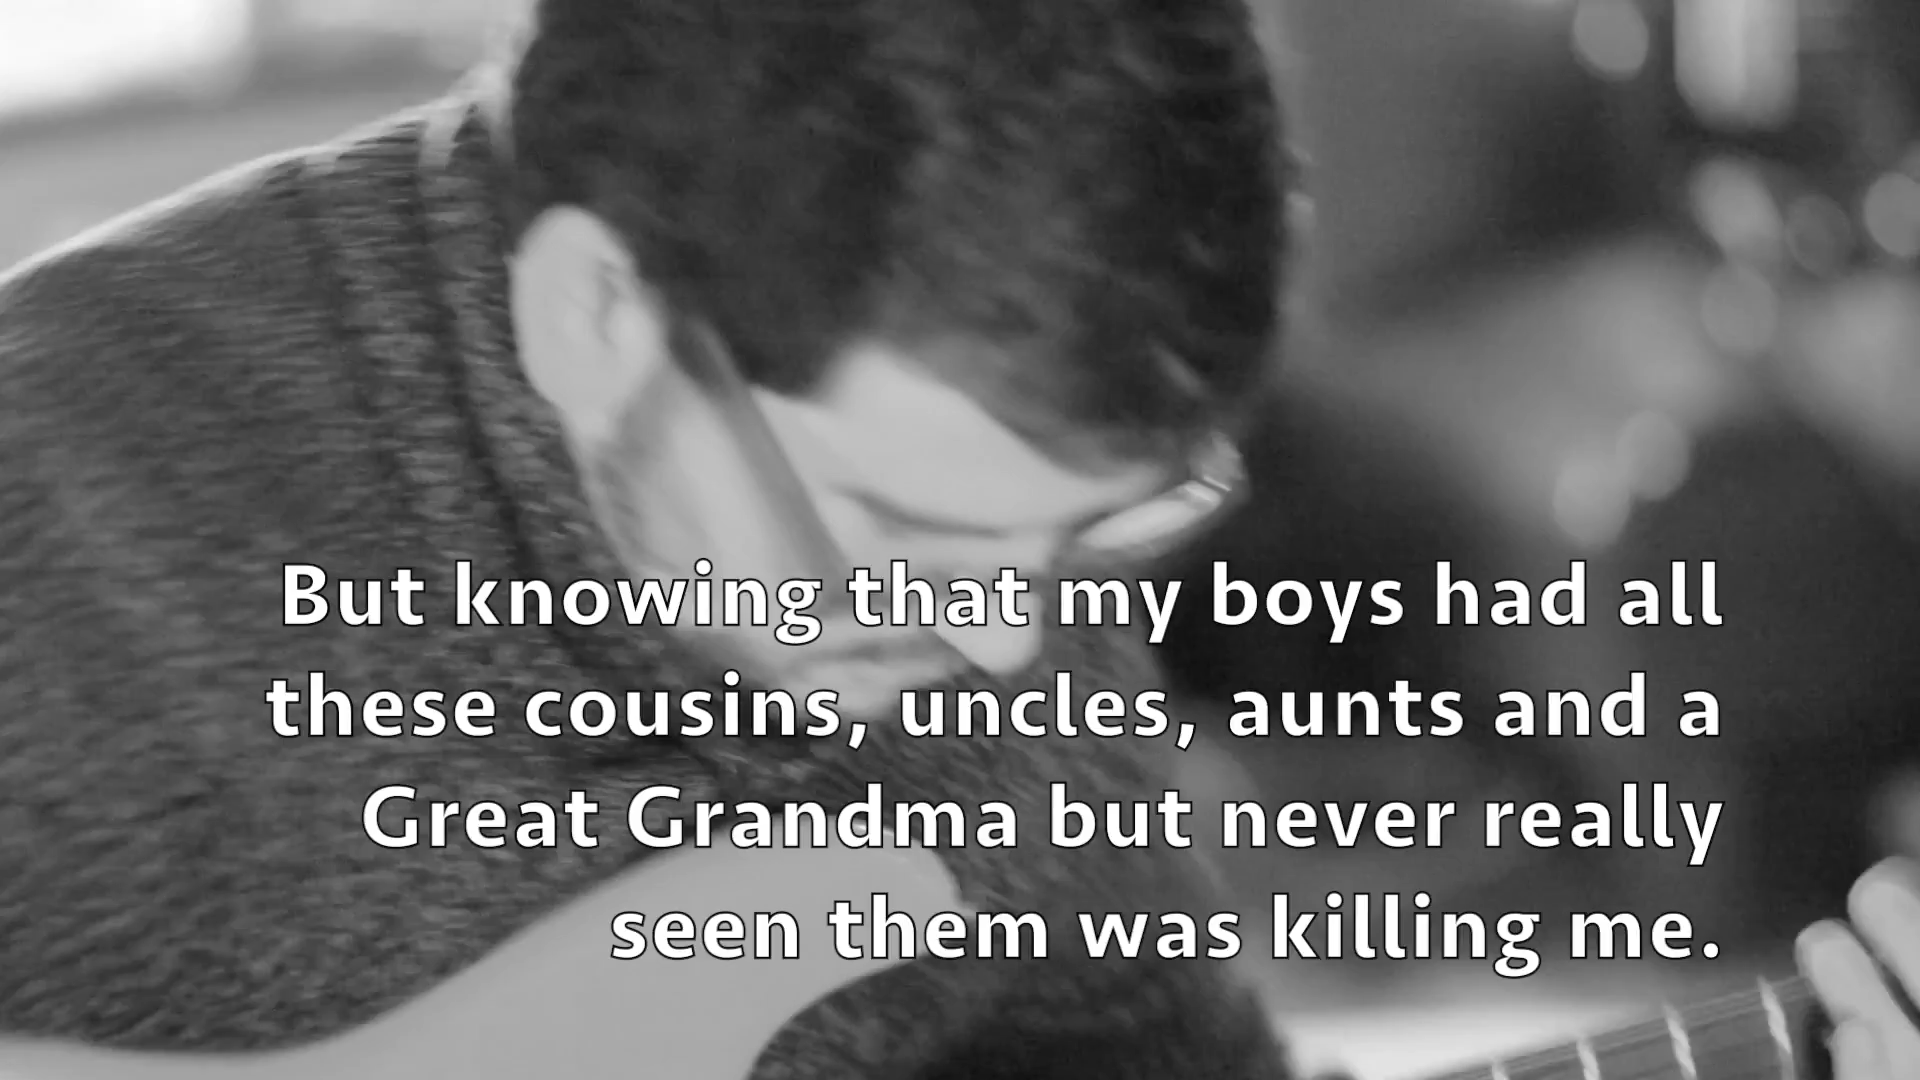 But knowing that my boys had all
these cousins, uncles, aunts and a
Great Grandma but never really
seen them was killing me.